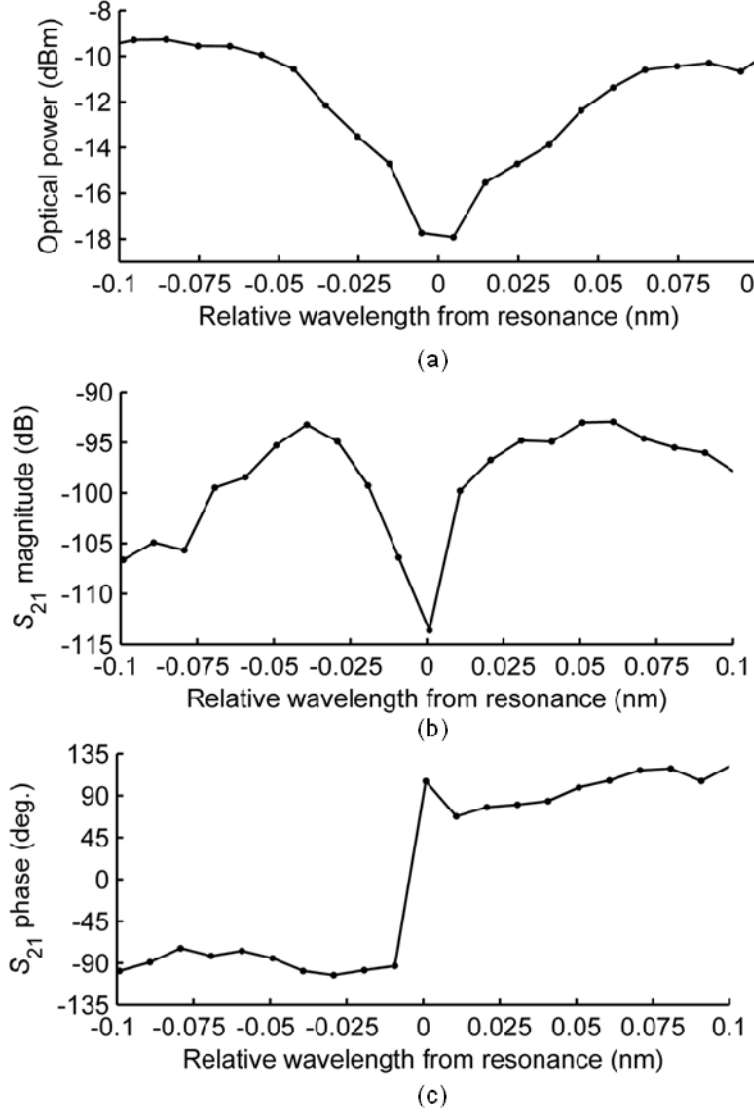 Optical power (dBm)
-8
-10
-12
-14
-16
-18
-0.1 -0.075 -0.05 -0.025 0 0.025 0.05 0.075 0
Relative wavelength from resonance (nm)
(a)
S21 magnitude (dB)
-90
-95
-100
-105
-110
-115
-0.1 -0.075 -0.05 -0.025 0 0.025 0.05 0.075 0.1
Relative wavelength from resonance (nm)
(b)
S21 phase (deg.)
135
90
45
0
-45
-90
-135
-0.1 -0.075 -0.05 -0.025 0 0.025 0.05 0.075 0.1
Relative wavelength from resonance (nm)
(c)